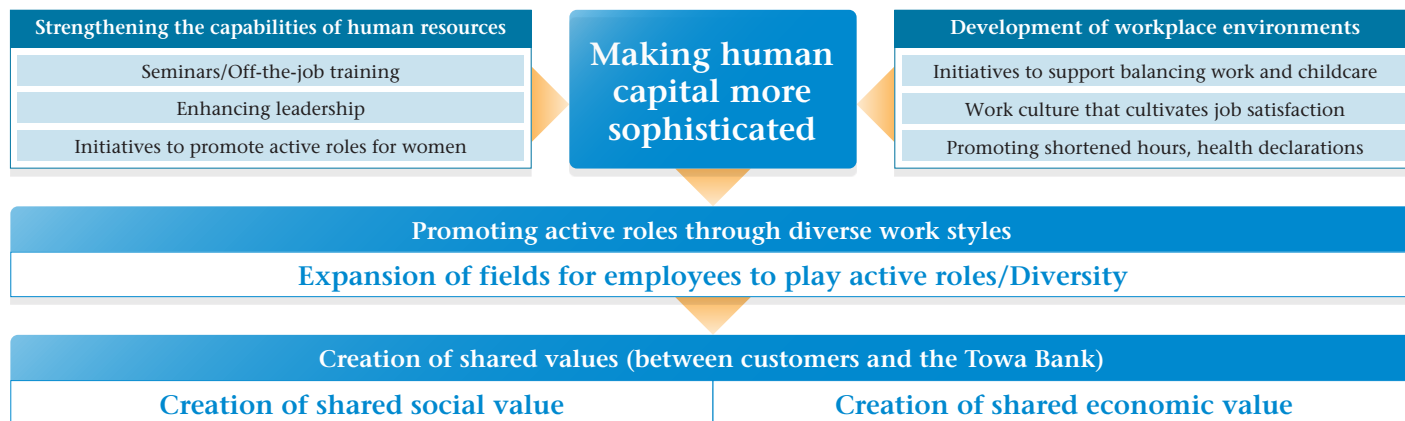 Strengthening the capabilities of human resources
Seminars/Off-the-job training
Enhancing leadership
Initiatives to promote active roles for women
Making human
capital more
sophisticated
Development of workplace environments
Initiatives to support balancing work and childcare
Work culture that cultivates job satisfaction
Promoting shortened hours, health declarations
Promoting active roles through diverse work styles
Expansion of fields for employees to play active roles/Diversity
Creation of shared values (between customers and the Towa Bank)
Creation of shared social value
Creation of shared economic value